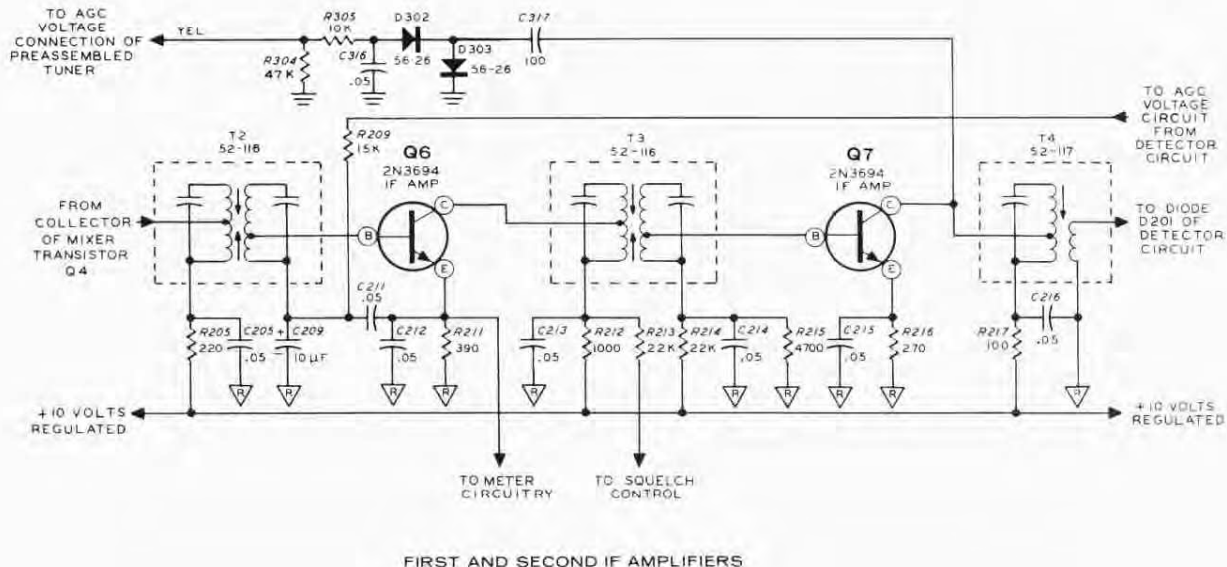 TO AGC
VOLTAGE
CONNECTION OF
PREASSEMBLED
TUNER
YEL
R304
47K
R305
10K
C316
.05
D302
56-26
D303
56-26
C317
100
TO AGC
VOLTAGE
CIRCUIT
FROM
DETECTOR
CIRCUIT
R209
15K
T2
52-116
Q6
2N3694
IF AMP
T3
52-116
Q7
2N3694
IF AMP
T4
52-117
FROM
COLLECTOR
OF MIXER
TRANSISTOR
Q4
B
C
E
B
C
E
TO DIODE
D201 OF
DETECTOR
CIRCUIT
R205
220
C205
.05
+
C209
10µF
C211
.05
C212
.05
R211
390
C213
.05
R212
1000
R213
22K
R214
22K
C214
.05
R215
4700
C215
.05
R216
270
R217
100
C216
.05
R
R
R
R
R
R
R
R
R
R
+10 VOLTS
REGULATED
+10 VOLTS
REGULATED
TO METER
CIRCUITRY
TO SQUELCH
CONTROL
FIRST AND SECOND IF AMPLIFIERS